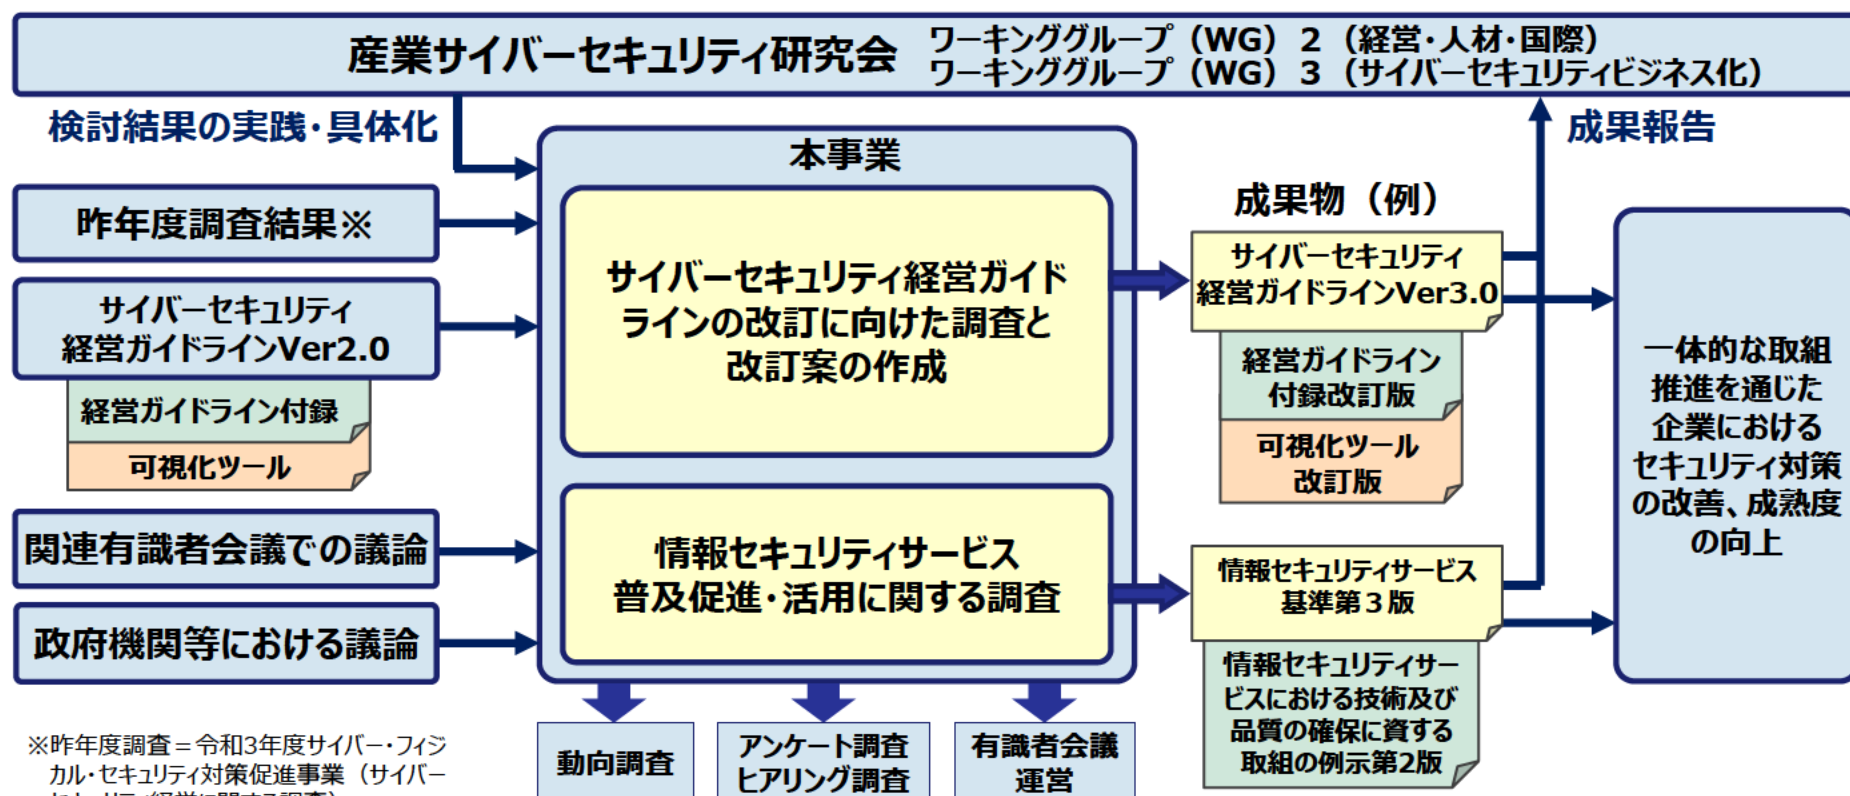 産業サイバーセキュリティ研究会
ワーキンググループ（WG）２（経営・人材・国際）
ワーキンググループ（WG）３（サイバーセキュリティビジネス化）
検討結果の実践・具体化
成果報告
本事業
昨年度調査結果※
サイバーセキュリティ
経営ガイドラインVer2.0
経営ガイドライン付録
可視化ツール
関連有識者会議での議論
政府機関等における議論
サイバーセキュリティ経営ガイド
ラインの改訂に向けた調査と
改訂案の作成
情報セキュリティサービス
普及促進・活用に関する調査
成果物（例）
サイバーセキュリティ
経営ガイドラインVer3.0
経営ガイドライン
付録改訂版
可視化ツール
改訂版
情報セキュリティサービス
基準第３版
情報セキュリティサー
ビスにおける技術及び
品質の確保に資する
取組の例示第2版
一体的な取組
推進を通じた
企業における
セキュリティ対策
の改善、成熟度
の向上
動向調査
アンケート調査
ヒアリング調査
有識者会議
運営
※昨年度調査＝令和3年度サイバー・フィジ
カル・セキュリティ対策促進事業（サイバー